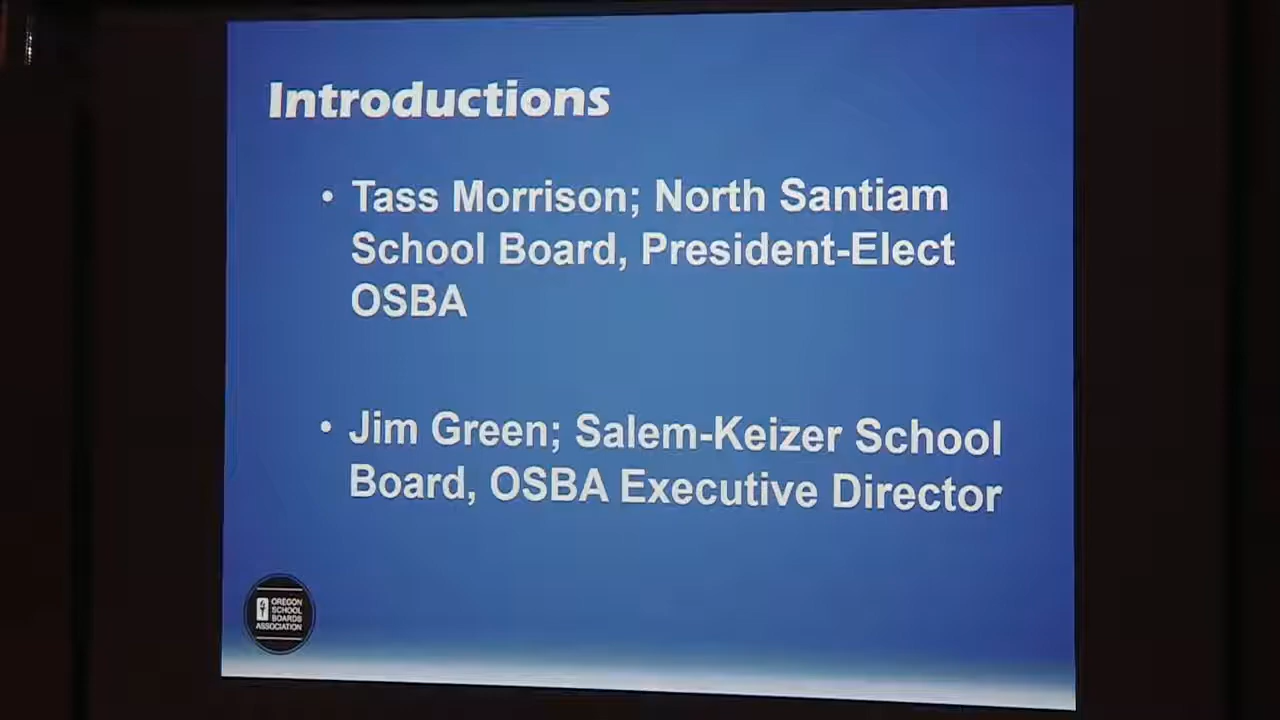 Introductions
• Tass Morrison; North Santiam
School Board, President-Elect
OSBA
• Jim Green; Salem-Keizer School
Board, OSBA Executive Director
OREGON
SCHOOL
BOARDS
ASSOCIATION